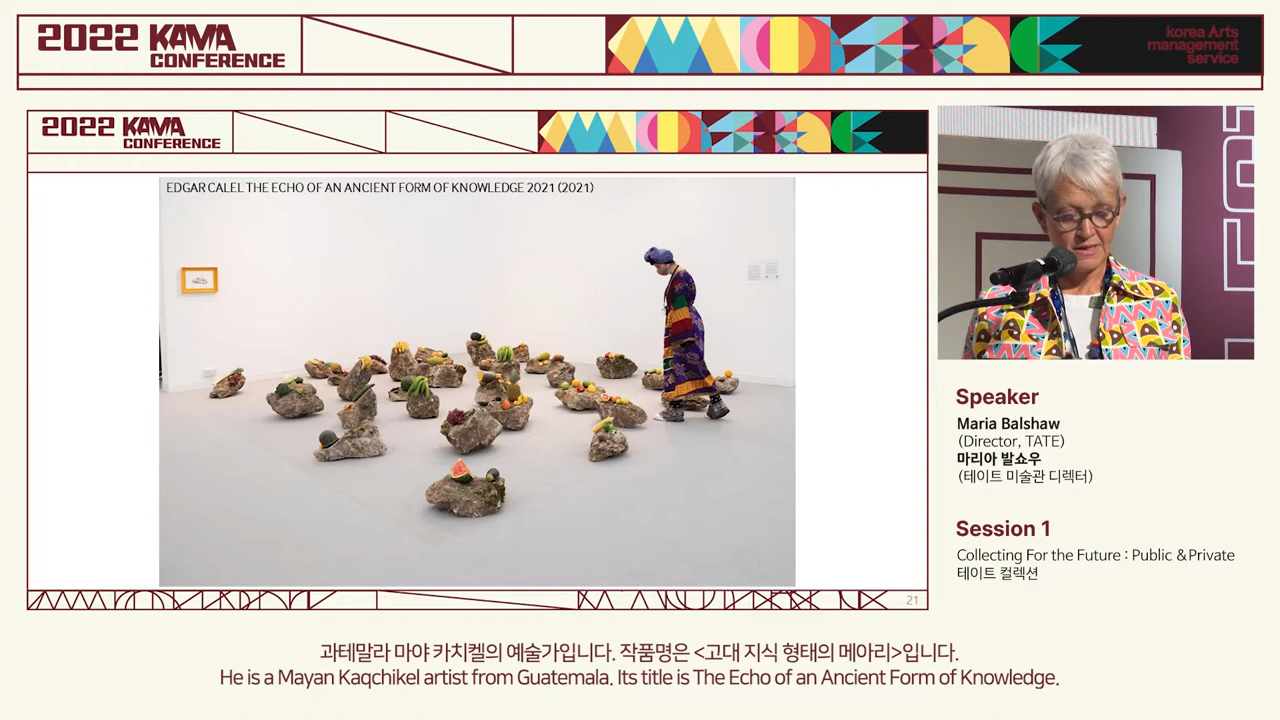 2022 KAMA
CONFERENCE
korea Arts
management
service
2022 KAMA
CONFERENCE
EDGAR CALEL THE ECHO OF AN ANCIENT FORM OF KNOWLEDGE 2021 (2021)
21
Speaker
Maria Balshaw
(Director, TATE)
마리아 발쇼우
(테이트 미술관 디렉터)
Session 1
Collecting For the Future : Public & Private
테이트 컬렉션
과테말라 마야 카치켈의 예술가입니다. 작품명은 <고대 지식 형태의 메아리>입니다.
He is a Mayan Kaqchikel artist from Guatemala. Its title is The Echo of an Ancient Form of Knowledge.